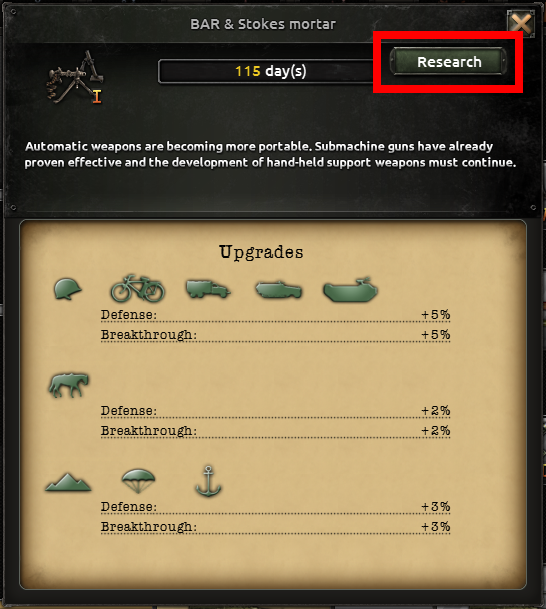 BAR & Stokes mortar
115 day(s)
Research
I
Automatic weapons are becoming more portable. Submachine guns have already
proven effective and the development of hand-held support weapons must continue.
Upgrades
Defense: +5%
Breakthrough: +5%
Defense: +2%
Breakthrough: +2%
Defense: +3%
Breakthrough: +3%